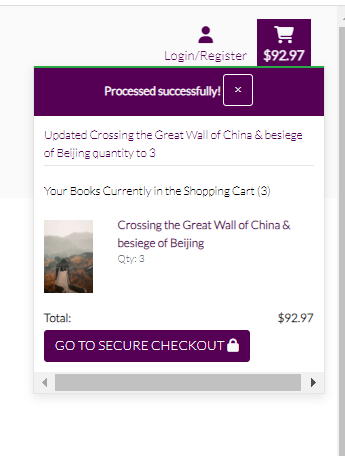 Login/Register
$92.97
Processed successfully!
×
Updated Crossing the Great Wall of China & besiege
of Beijing quantity to 3
Your Books Currently in the Shopping Cart (3)
Crossing the Great Wall of China &
besiege of Beijing
Qty: 3
Total: $92.97
GO TO SECURE CHECKOUT